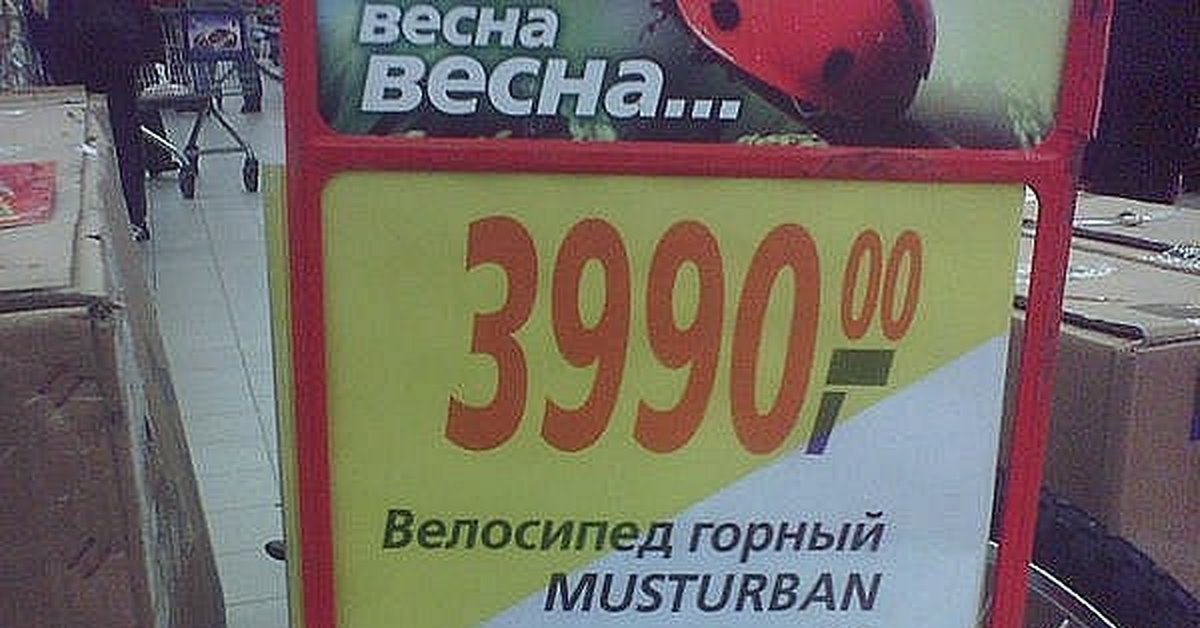 весна
весна...
3990,00
Велосипед горный
MUSTURBAN